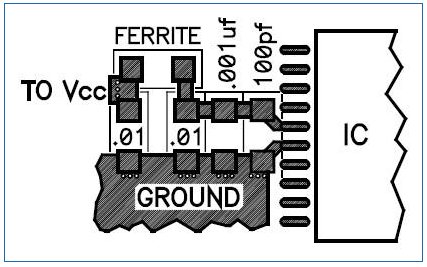 FERRITE
.001uf
100pf
TO Vcc
.01
.01
IC
GROUND